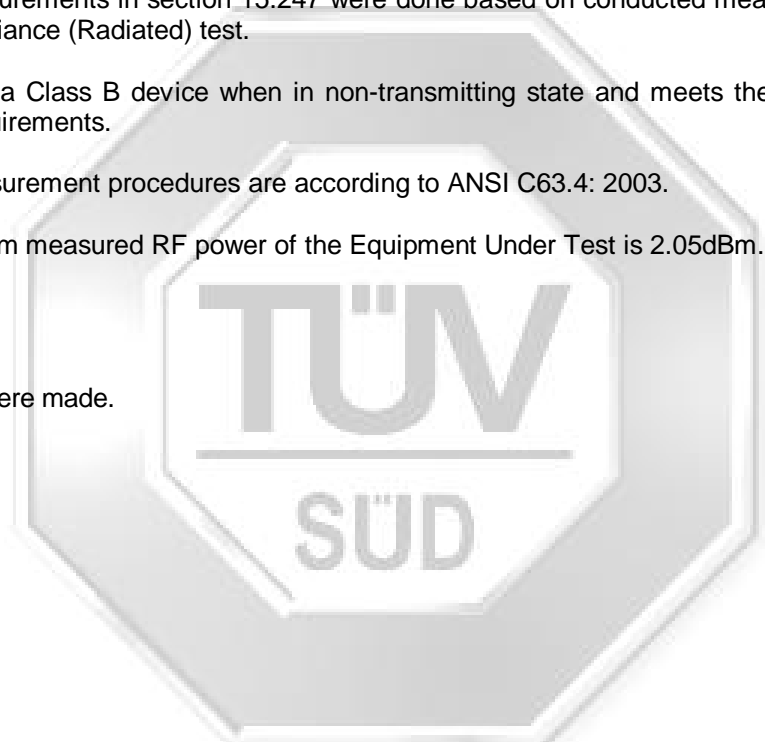 urements in section 15.247 were done based on conducted mea
iance (Radiated) test.
a Class B device when in non-transmitting state and meets the
uirements.
surement procedures are according to ANSI C63.4: 2003.
m measured RF power of the Equipment Under Test is 2.05dBm.
ere made.
TÜV
SÜD